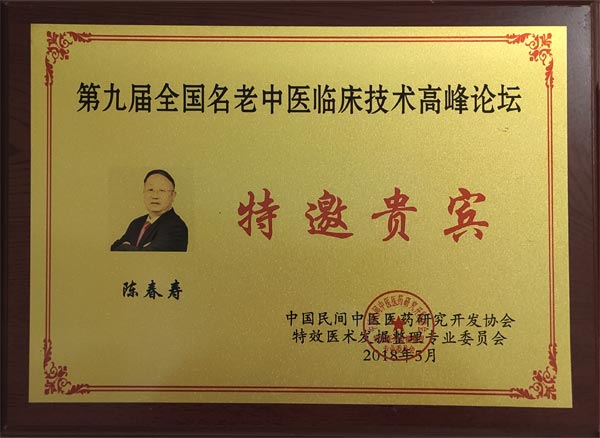 第九届全国名老中医临床技术高峰论坛
特邀贵宾
陈春寿
中国民间中医医药研究开发协会
特效医术发掘整理专业委员会
2018年5月